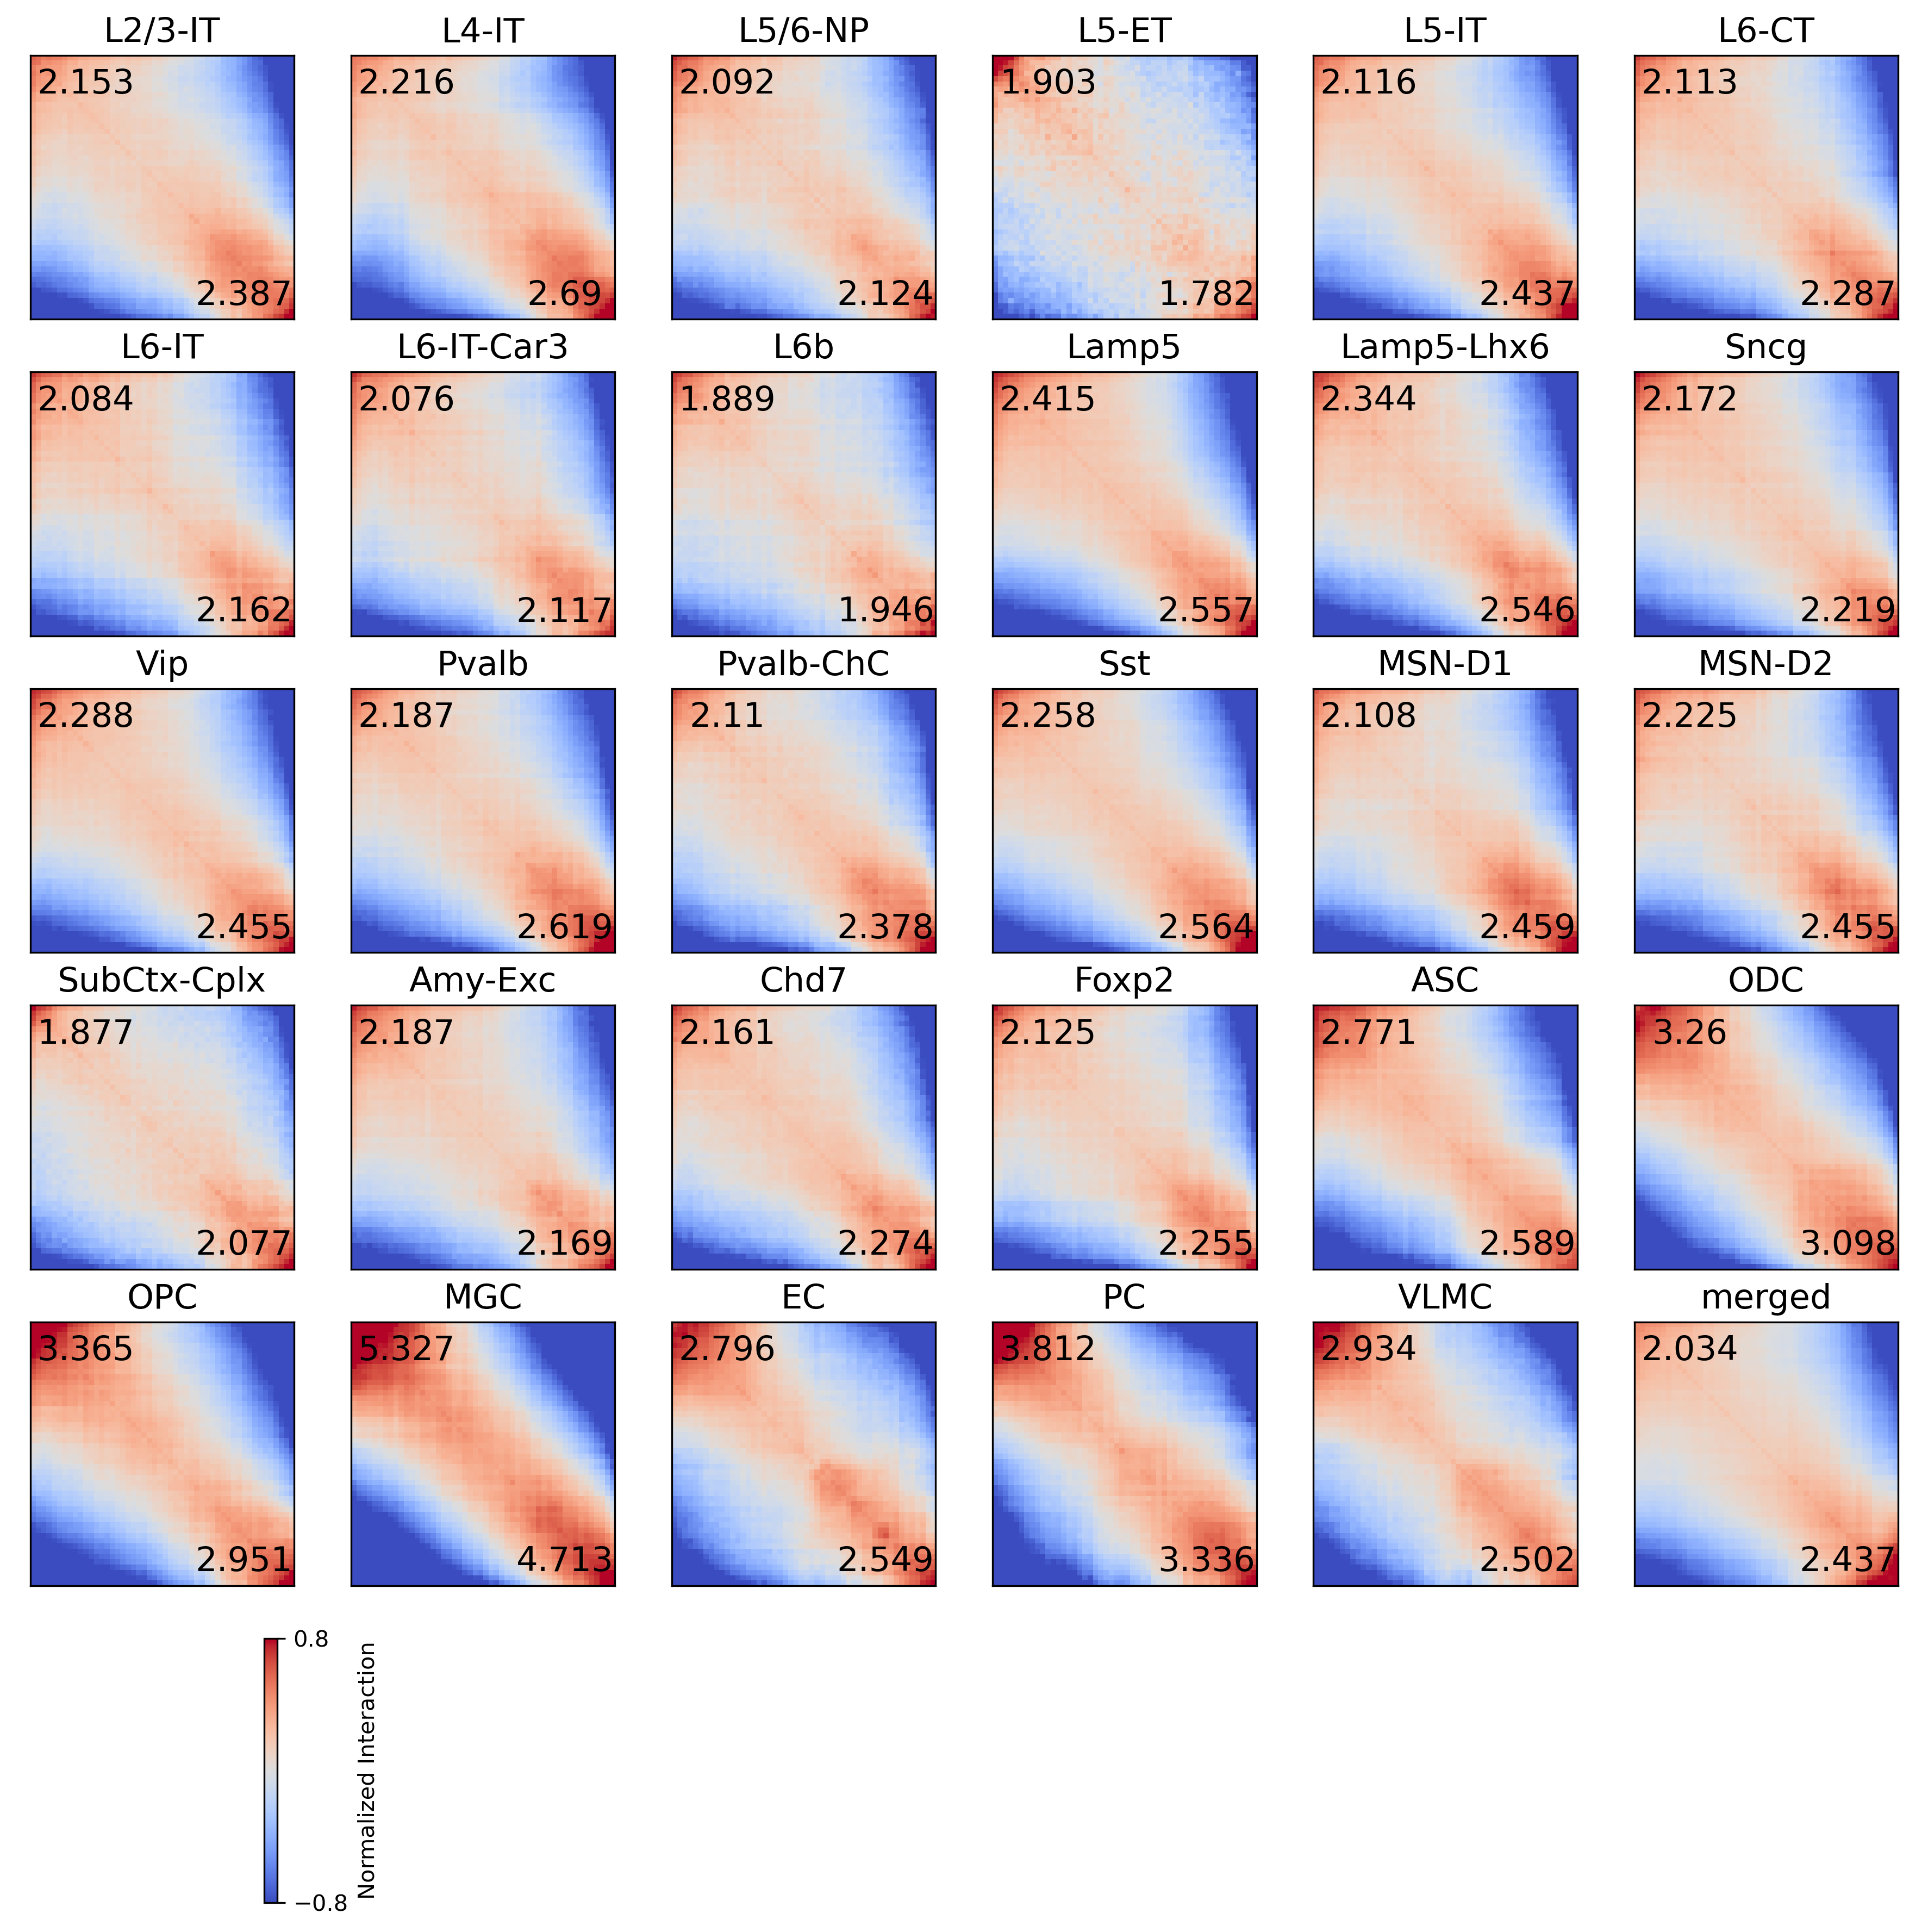 L2/3-IT L4-IT L5/6-NP L5-ET L5-IT L6-CT
2.153 2.216 2.092 1.903 2.116 2.113
2.387 2.69 2.124 1.782 2.437 2.287
L6-IT L6-IT-Car3 L6b Lamp5 Lamp5-Lhx6 Sncg
2.084 2.076 1.889 2.415 2.344 2.172
2.162 2.117 1.946 2.557 2.546 2.219
Vip Pvalb Pvalb-ChC Sst MSN-D1 MSN-D2
2.288 2.187 2.11 2.258 2.108 2.225
2.455 2.619 2.378 2.564 2.459 2.455
SubCtx-Cplx Amy-Exc Chd7 Foxp2 ASC ODC
1.877 2.187 2.161 2.125 2.771 3.26
2.077 2.169 2.274 2.255 2.589 3.098
OPC MGC EC PC VLMC merged
3.365 5.327 2.796 3.812 2.934 2.034
2.951 4.713 2.549 3.336 2.502 2.437
0.8
Normalized Interaction
−0.8